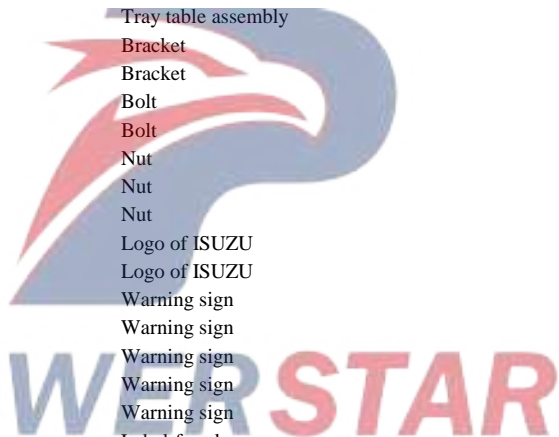 Tray table assembly
Bracket
Bracket
Bolt
Bolt
Nut
Nut
Nut
Logo of ISUZU
Logo of ISUZU
Warning sign
Warning sign
Warning sign
Warning sign
Warning sign
WERSTAR